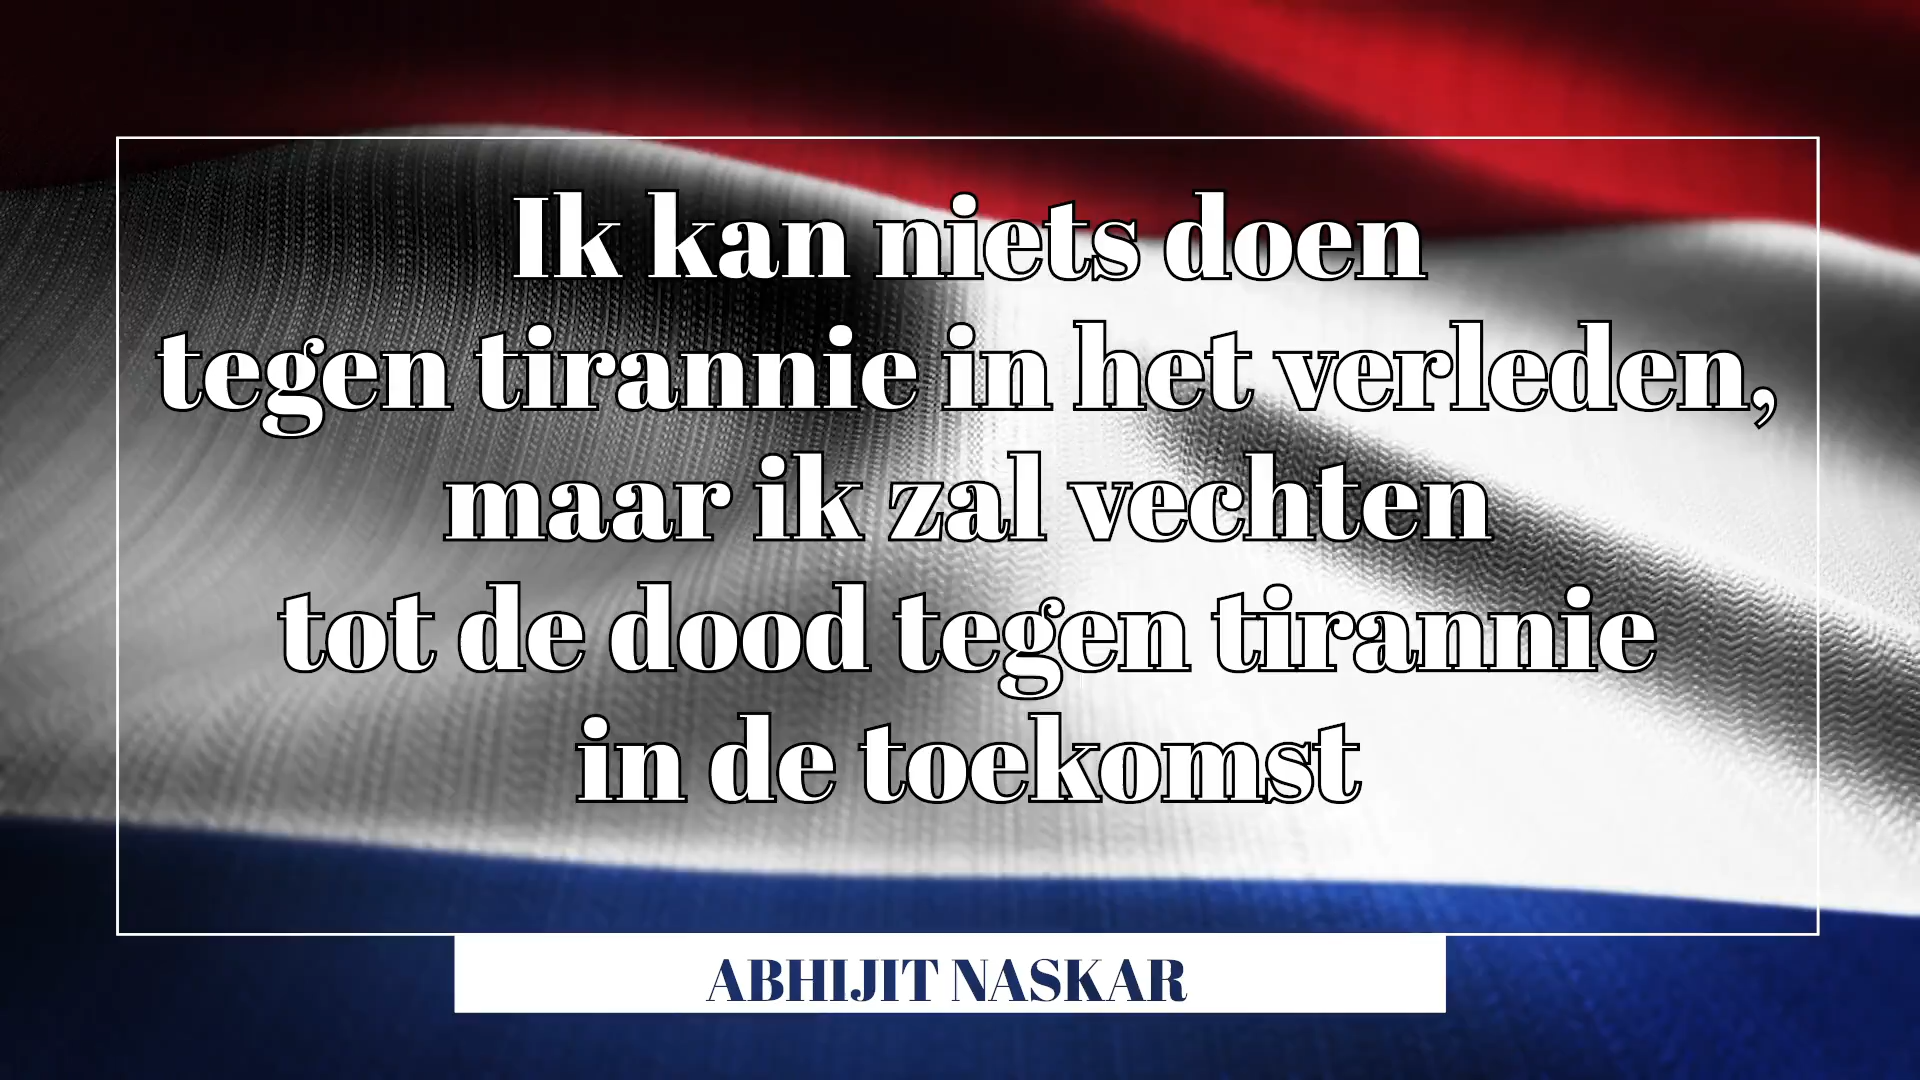 Ik kan niets doen
tegen tirannie in het verleden,
maar ik zal vechten
tot de dood tegen tirannie
in de toekomst
ABHIJIT NASKAR